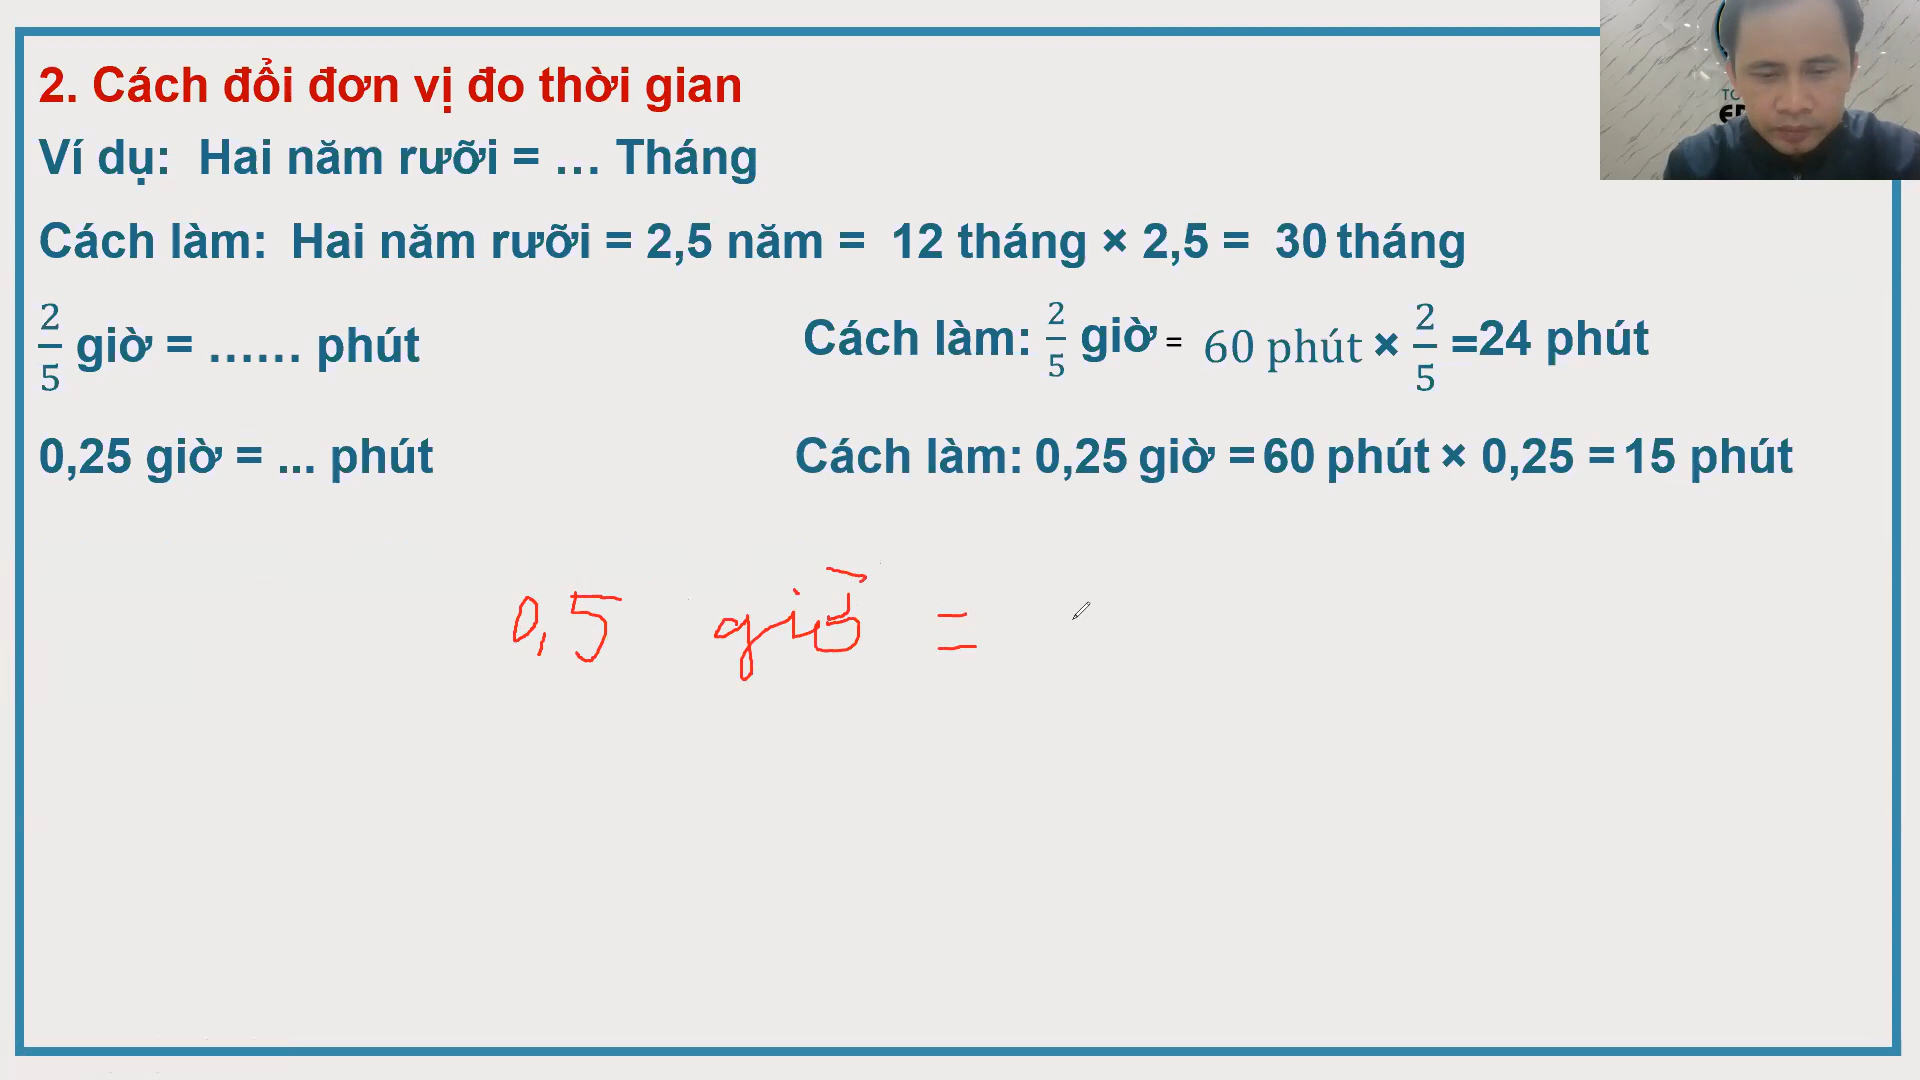 2. Cách đổi đơn vị đo thời gian
Ví dụ: Hai năm rưỡi = ... Tháng
Cách làm: Hai năm rưỡi = 2,5 năm = 12 tháng × 2,5 = 30 tháng
2/5 giờ = ...... phút Cách làm: 2/5 giờ = 60 phút × 2/5 =24 phút
0,25 giờ = ... phút Cách làm: 0,25 giờ = 60 phút × 0,25 = 15 phút
0,5 giờ =